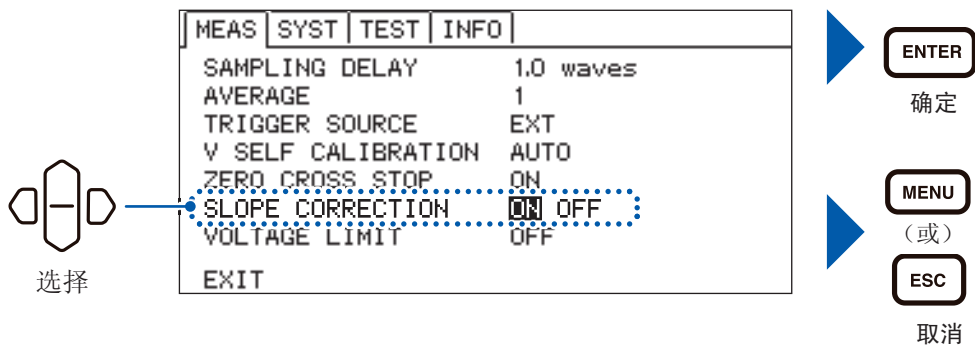 MEAS SYST TEST INFO
SAMPLING DELAY 1.0 waves
AVERAGE 1
TRIGGER SOURCE EXT
V SELF CALIBRATION AUTO
ZERO CROSS STOP ON
SLOPE CORRECTION ON OFF
VOLTAGE LIMIT OFF
EXIT
选择
ENTER
确定
MENU
（或）
ESC
取消